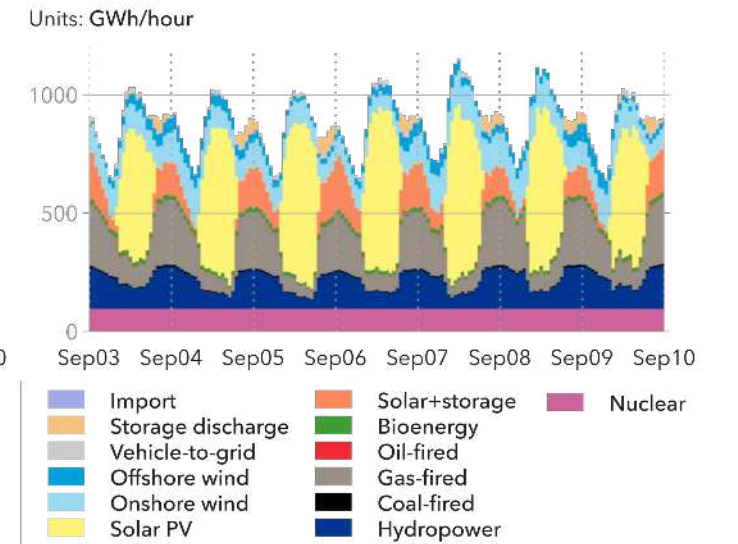 Units: GWh/hour
1000
500
0
0
Sep03 Sep04 Sep05 Sep06 Sep07 Sep08 Sep09 Sep10
Import
Storage discharge
Vehicle-to-grid
Offshore wind
Onshore wind
Solar PV
Solar+storage
Bioenergy
Oil-fired
Gas-fired
Coal-fired
Hydropower
Nuclear